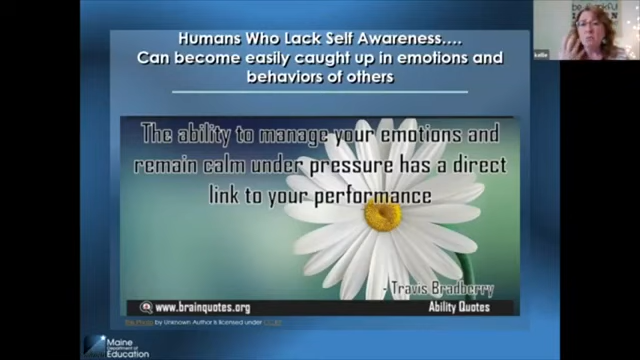 Humans Who Lack Self Awareness....
Can become easily caught up in emotions and
behaviors of others
The ability to manage your emotions and
remain calm under pressure has a direct
link to your performance
- Travis Bradberry
www.brainquotes.org
Ability Quotes
This Photo by Unknown Author is licensed under
Maine
Department of
Education